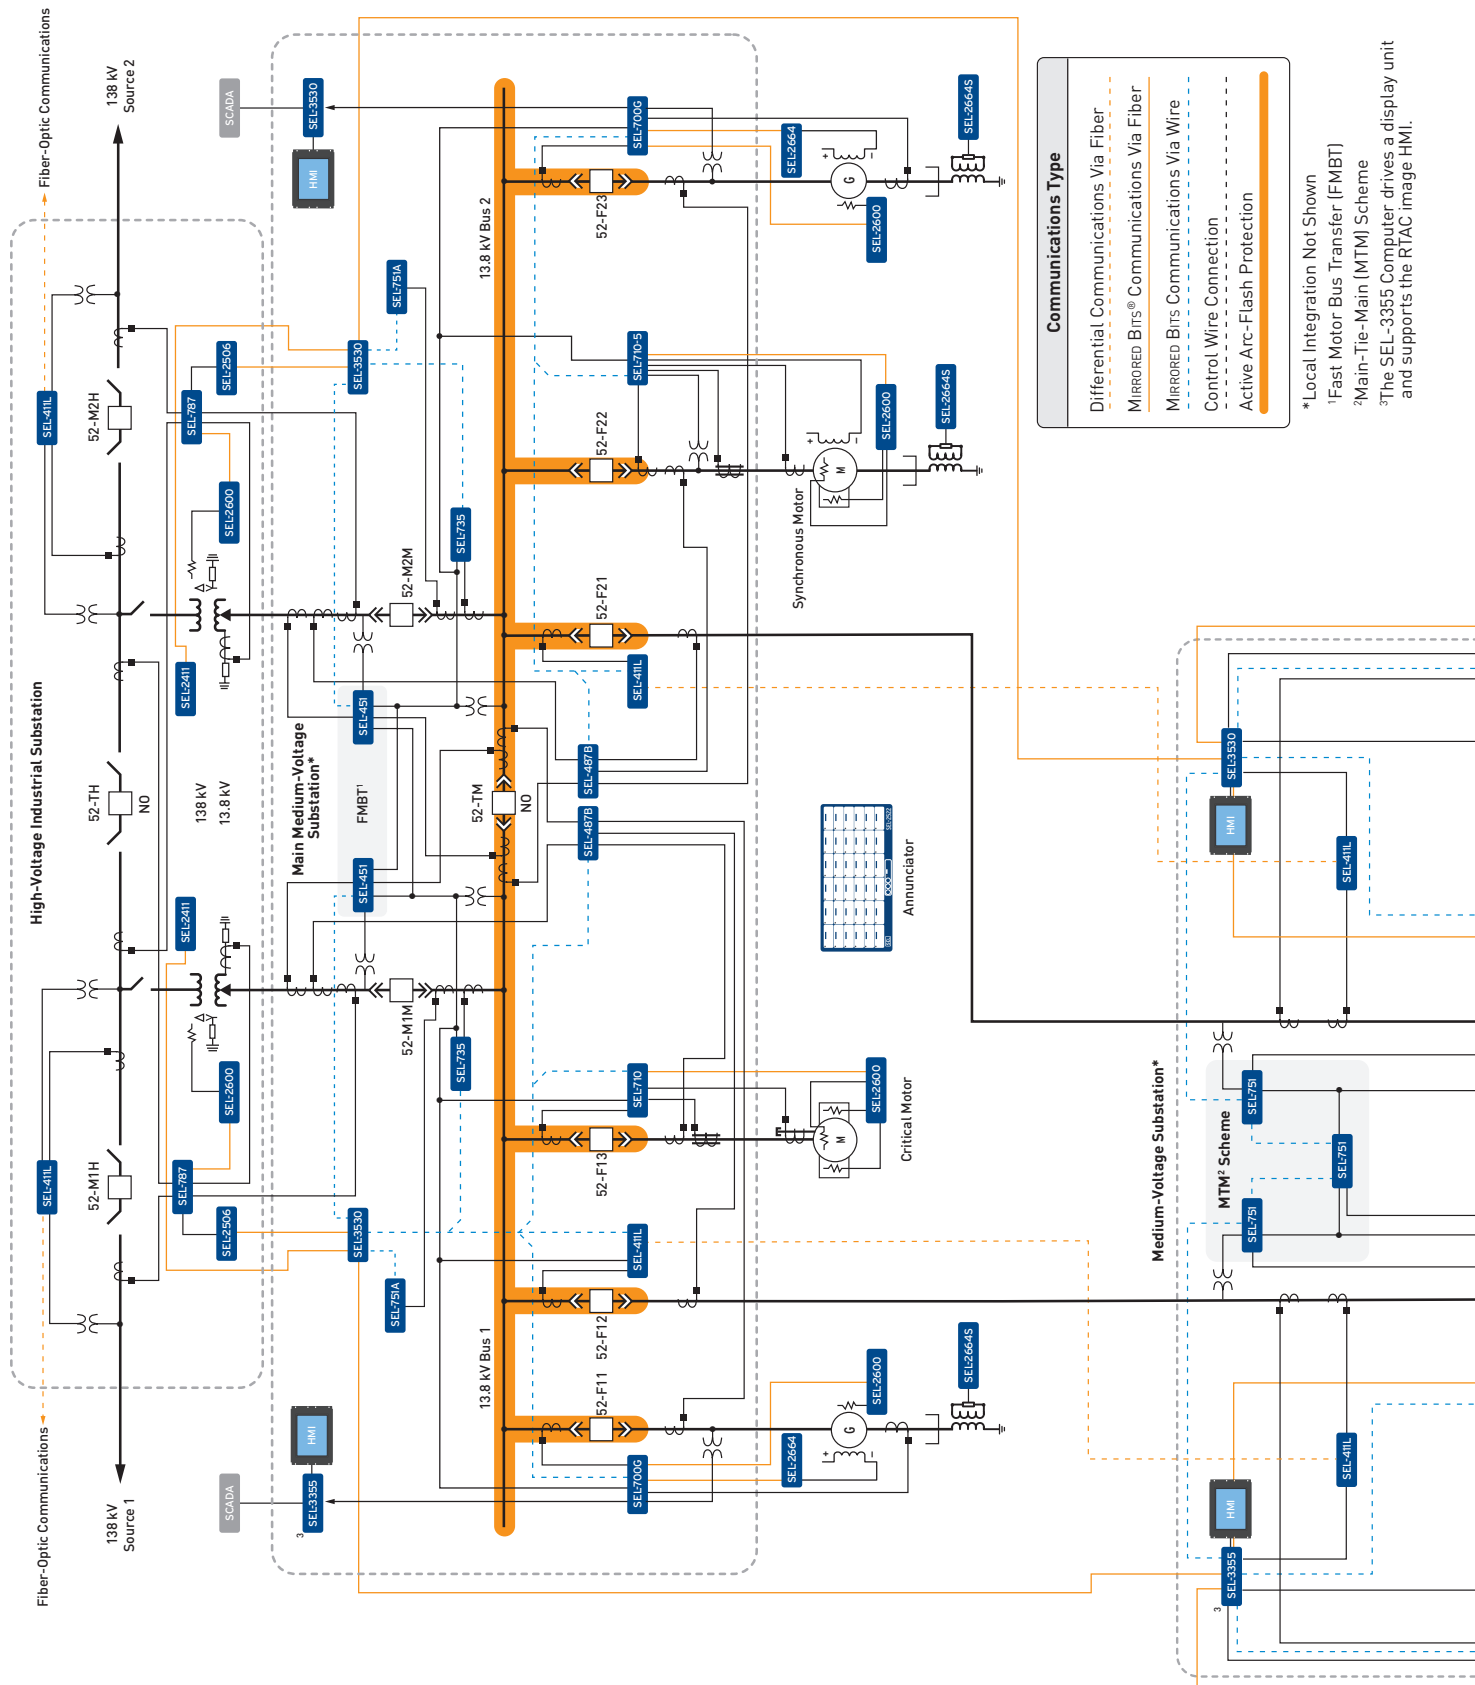 Fiber-Optic Communications
138 kV
Source 1
Fiber-Optic Communications
138 kV
Source 2
High-Voltage Industrial Substation
SEL-411L
52-M1H
SEL-787
SEL-2506
SEL-2600
SEL-2411
52-TH
NO
138 kV
13.8 kV
SEL-2411
SEL-411L
52-M2H
SEL-787
SEL-2506
SEL-2600
Main Medium-Voltage
Substation*
SCADA
3
SEL-3355
HMI
SCADA
SEL-3530
HMI
SEL-3530
SEL-751A
SEL-735
52-M1M
SEL-451
FMBT¹
SEL-451
52-M2M
SEL-735
SEL-3530
SEL-751A
13.8 kV Bus 1
52-TM
NO
13.8 kV Bus 2
52-F11
52-F12
52-F13
52-F21
52-F22
52-F23
SEL-700G
SEL-411L
SEL-710
SEL-487B
SEL-487B
SEL-411L
SEL-710-5
SEL-700G
SEL-2664
G
SEL-2600
SEL-2664S
M
SEL-2600
Critical Motor
SEL-2522
SEL
Annunciator
Synchronous Motor
M
SEL-2600
SEL-2664S
SEL-2664
G
SEL-2600
SEL-2664S
Communications Type
Differential Communications Via Fiber
MIRRORED BITS® Communications Via Fiber
MIRRORED BITS Communications Via Wire
Control Wire Connection
Active Arc-Flash Protection
*Local Integration Not Shown
¹Fast Motor Bus Transfer (FMBT)
²Main-Tie-Main (MTM) Scheme
³The SEL-3355 Computer drives a display unit
and supports the RTAC image HMI.
Medium-Voltage Substation*
3
SEL-3355
HMI
SEL-411L
MTM² Scheme
SEL-751
SEL-751
SEL-751
SEL-3530
HMI
SEL-411L